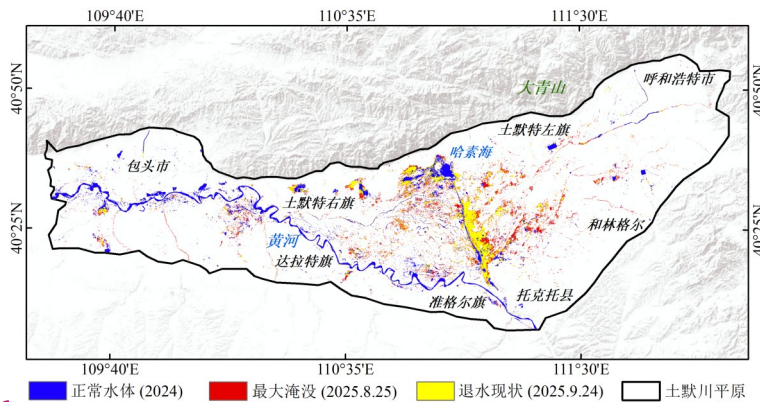 109°40′E 110°35′E 111°30′E
40°50′N
40°50′N
呼和浩特市
大青山
土默特左旗
哈素海
包头市
土默特右旗
和林格尔
40°25′N
40°25′N
黄河
达拉特旗
托克托县
准格尔旗
109°40′E 110°35′E 111°30′E
正常水体 (2024) 最大淹没 (2025.8.25) 退水现状 (2025.9.24) 土默川平原